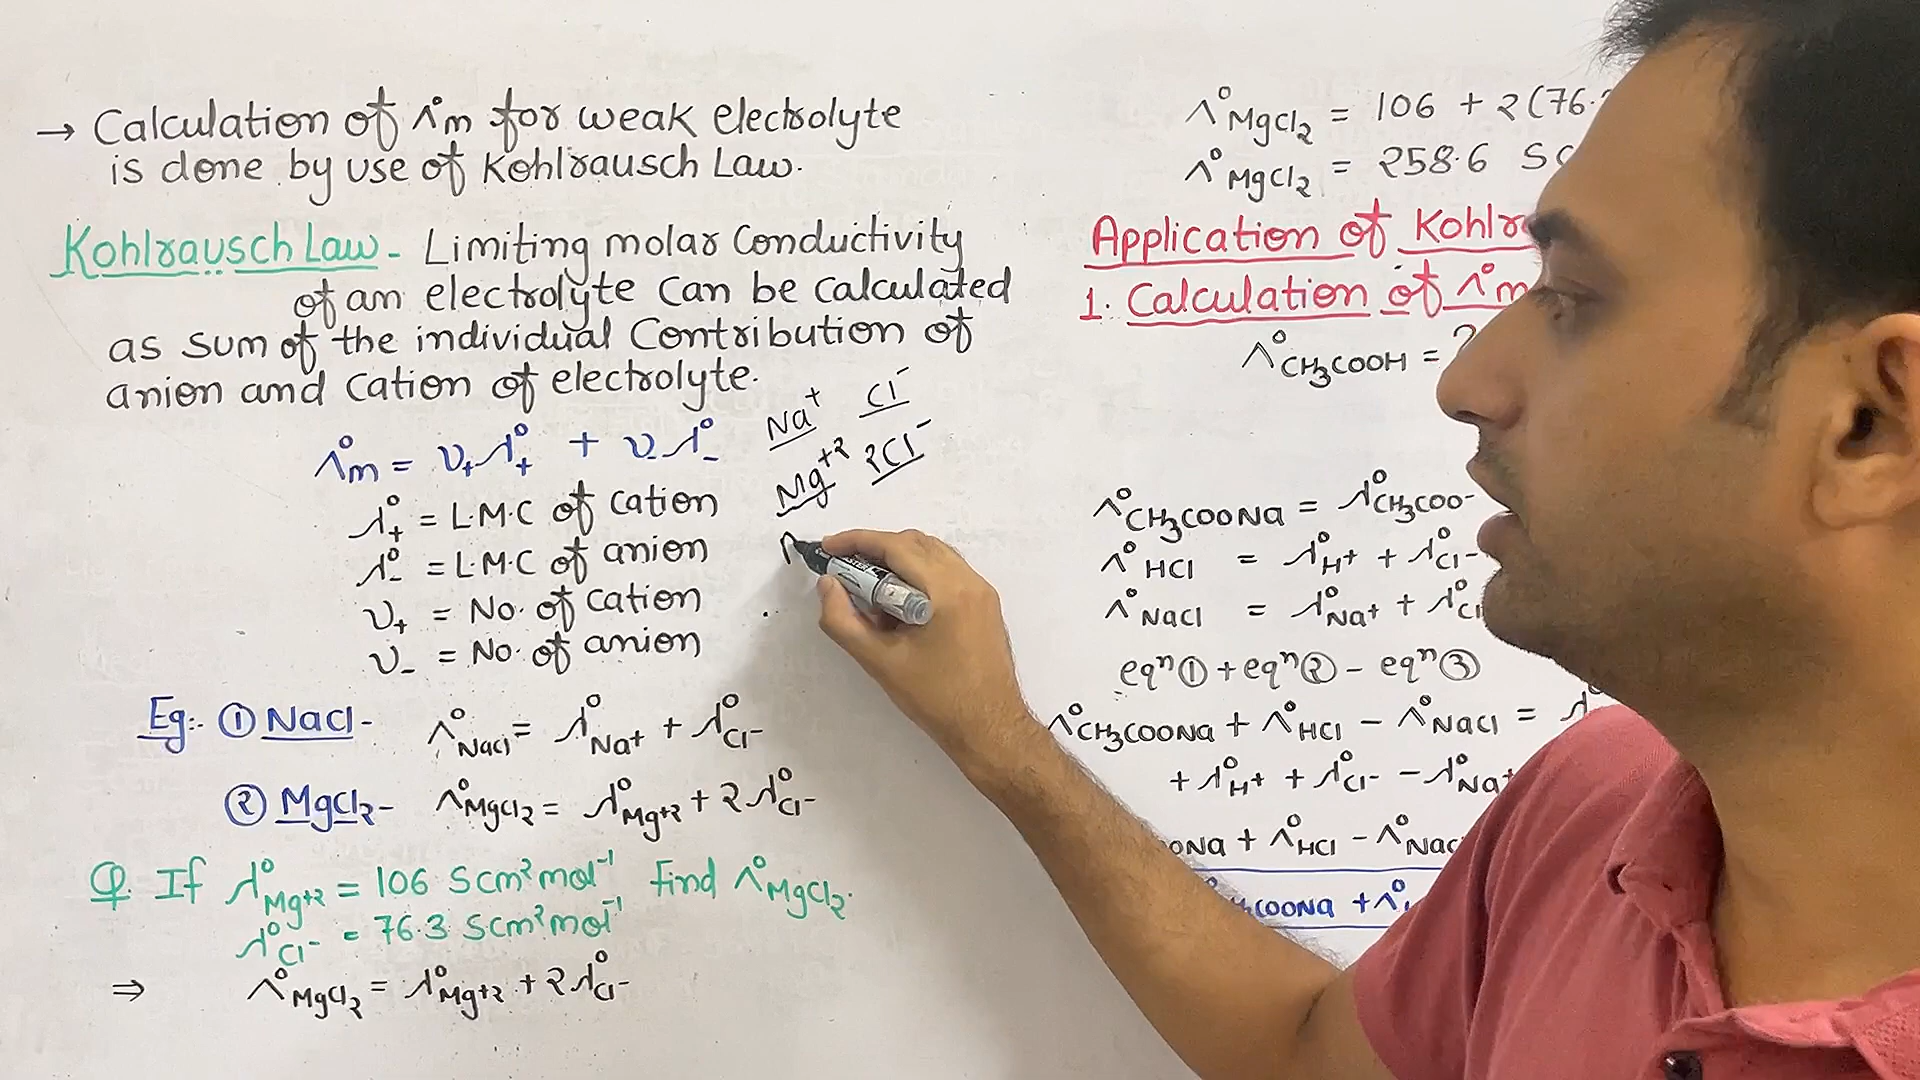 → Calculation of Λ°m for weak electrolyte
is done by use of Kohlrausch Law.
Kohlrausch Law - Limiting molar Conductivity
of an electrolyte Can be Calculated
as sum of the individual Contribution of
anion and Cation of electrolyte.
Λ°m = ν₊λ°₊ + ν₋λ°₋
λ°₊ = L.M.C of Cation
λ°₋ = L.M.C of anion
ν₊ = No. of Cation
ν₋ = No. of anion
Na⁺ Cl⁻
Mg⁺² 2Cl⁻
Eg:- ① NaCl - Λ°NaCl = λ°Na⁺ + λ°Cl⁻
② MgCl₂ - Λ°MgCl₂ = λ°Mg⁺² + 2λ°Cl⁻
Q. If λ°Mg⁺² = 106 Scm²mol⁻¹ find Λ°MgCl₂.
λ°Cl⁻ = 76.3 Scm²mol⁻¹
⇒ Λ°MgCl₂ = λ°Mg⁺² + 2λ°Cl⁻
Λ°MgCl₂ = 106 + 2(76.
Λ°MgCl₂ = 258.6 S
Application of
1. Calculation of Λ°m
Λ°CH₃COOH = ?
Λ°CH₃COONa = λ°CH₃COO⁻
Λ°HCl = λ°H⁺ + λ°Cl⁻
Λ°NaCl = λ°Na⁺ + λ°Cl
eqⁿ① + eqⁿ② - eqⁿ③
Λ°CH₃COONa + Λ°HCl - Λ°NaCl =
+ λ°H⁺ + λ°Cl⁻ - λ°Na⁺
ONa + Λ°HCl - Λ°NaC
COONa + Λ°